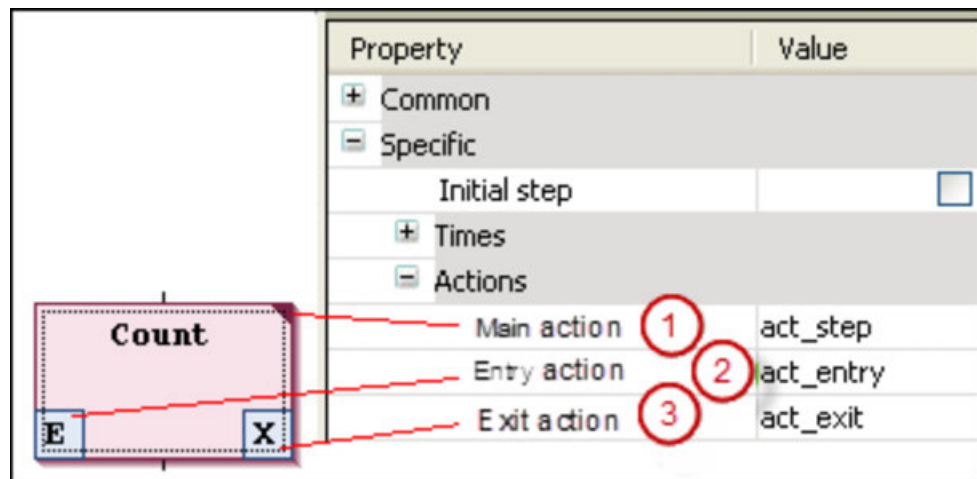 Property Value
Common
Specific
Initial step
Times
Actions
Count
Main action 1 act_step
Entry action 2 act_entry
E X Exit action 3 act_exit